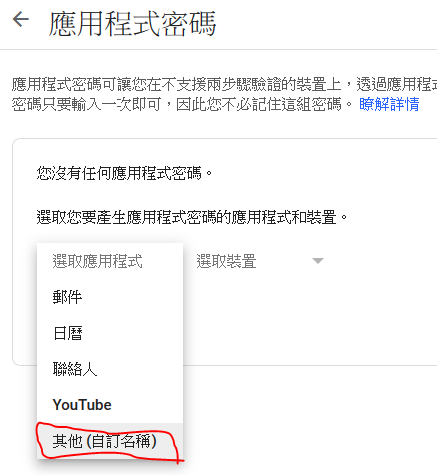 應用程式密碼
應用程式密碼可讓您在不支援兩步驟驗證的裝置上，透過應用程式
密碼只要輸入一次即可，因此您不必記住這組密碼。瞭解詳情
您沒有任何應用程式密碼。
選取您要產生應用程式密碼的應用程式和裝置。
選取應用程式 選取裝置
郵件
日曆
聯絡人
YouTube
其他 (自訂名稱)